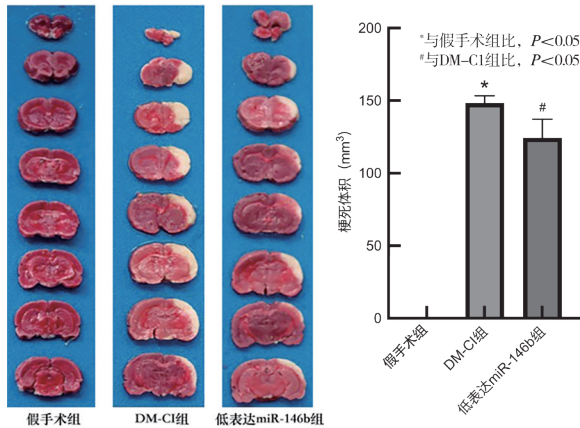 假手术组
DM-CI组
低表达miR-146b组
*与假手术组比，P<0.05
#与DM-C1组比，P<0.05
梗死体积（mm³）
200
150
100
50
0
*
#
假手术组
DM-CI组
低表达miR-146b组